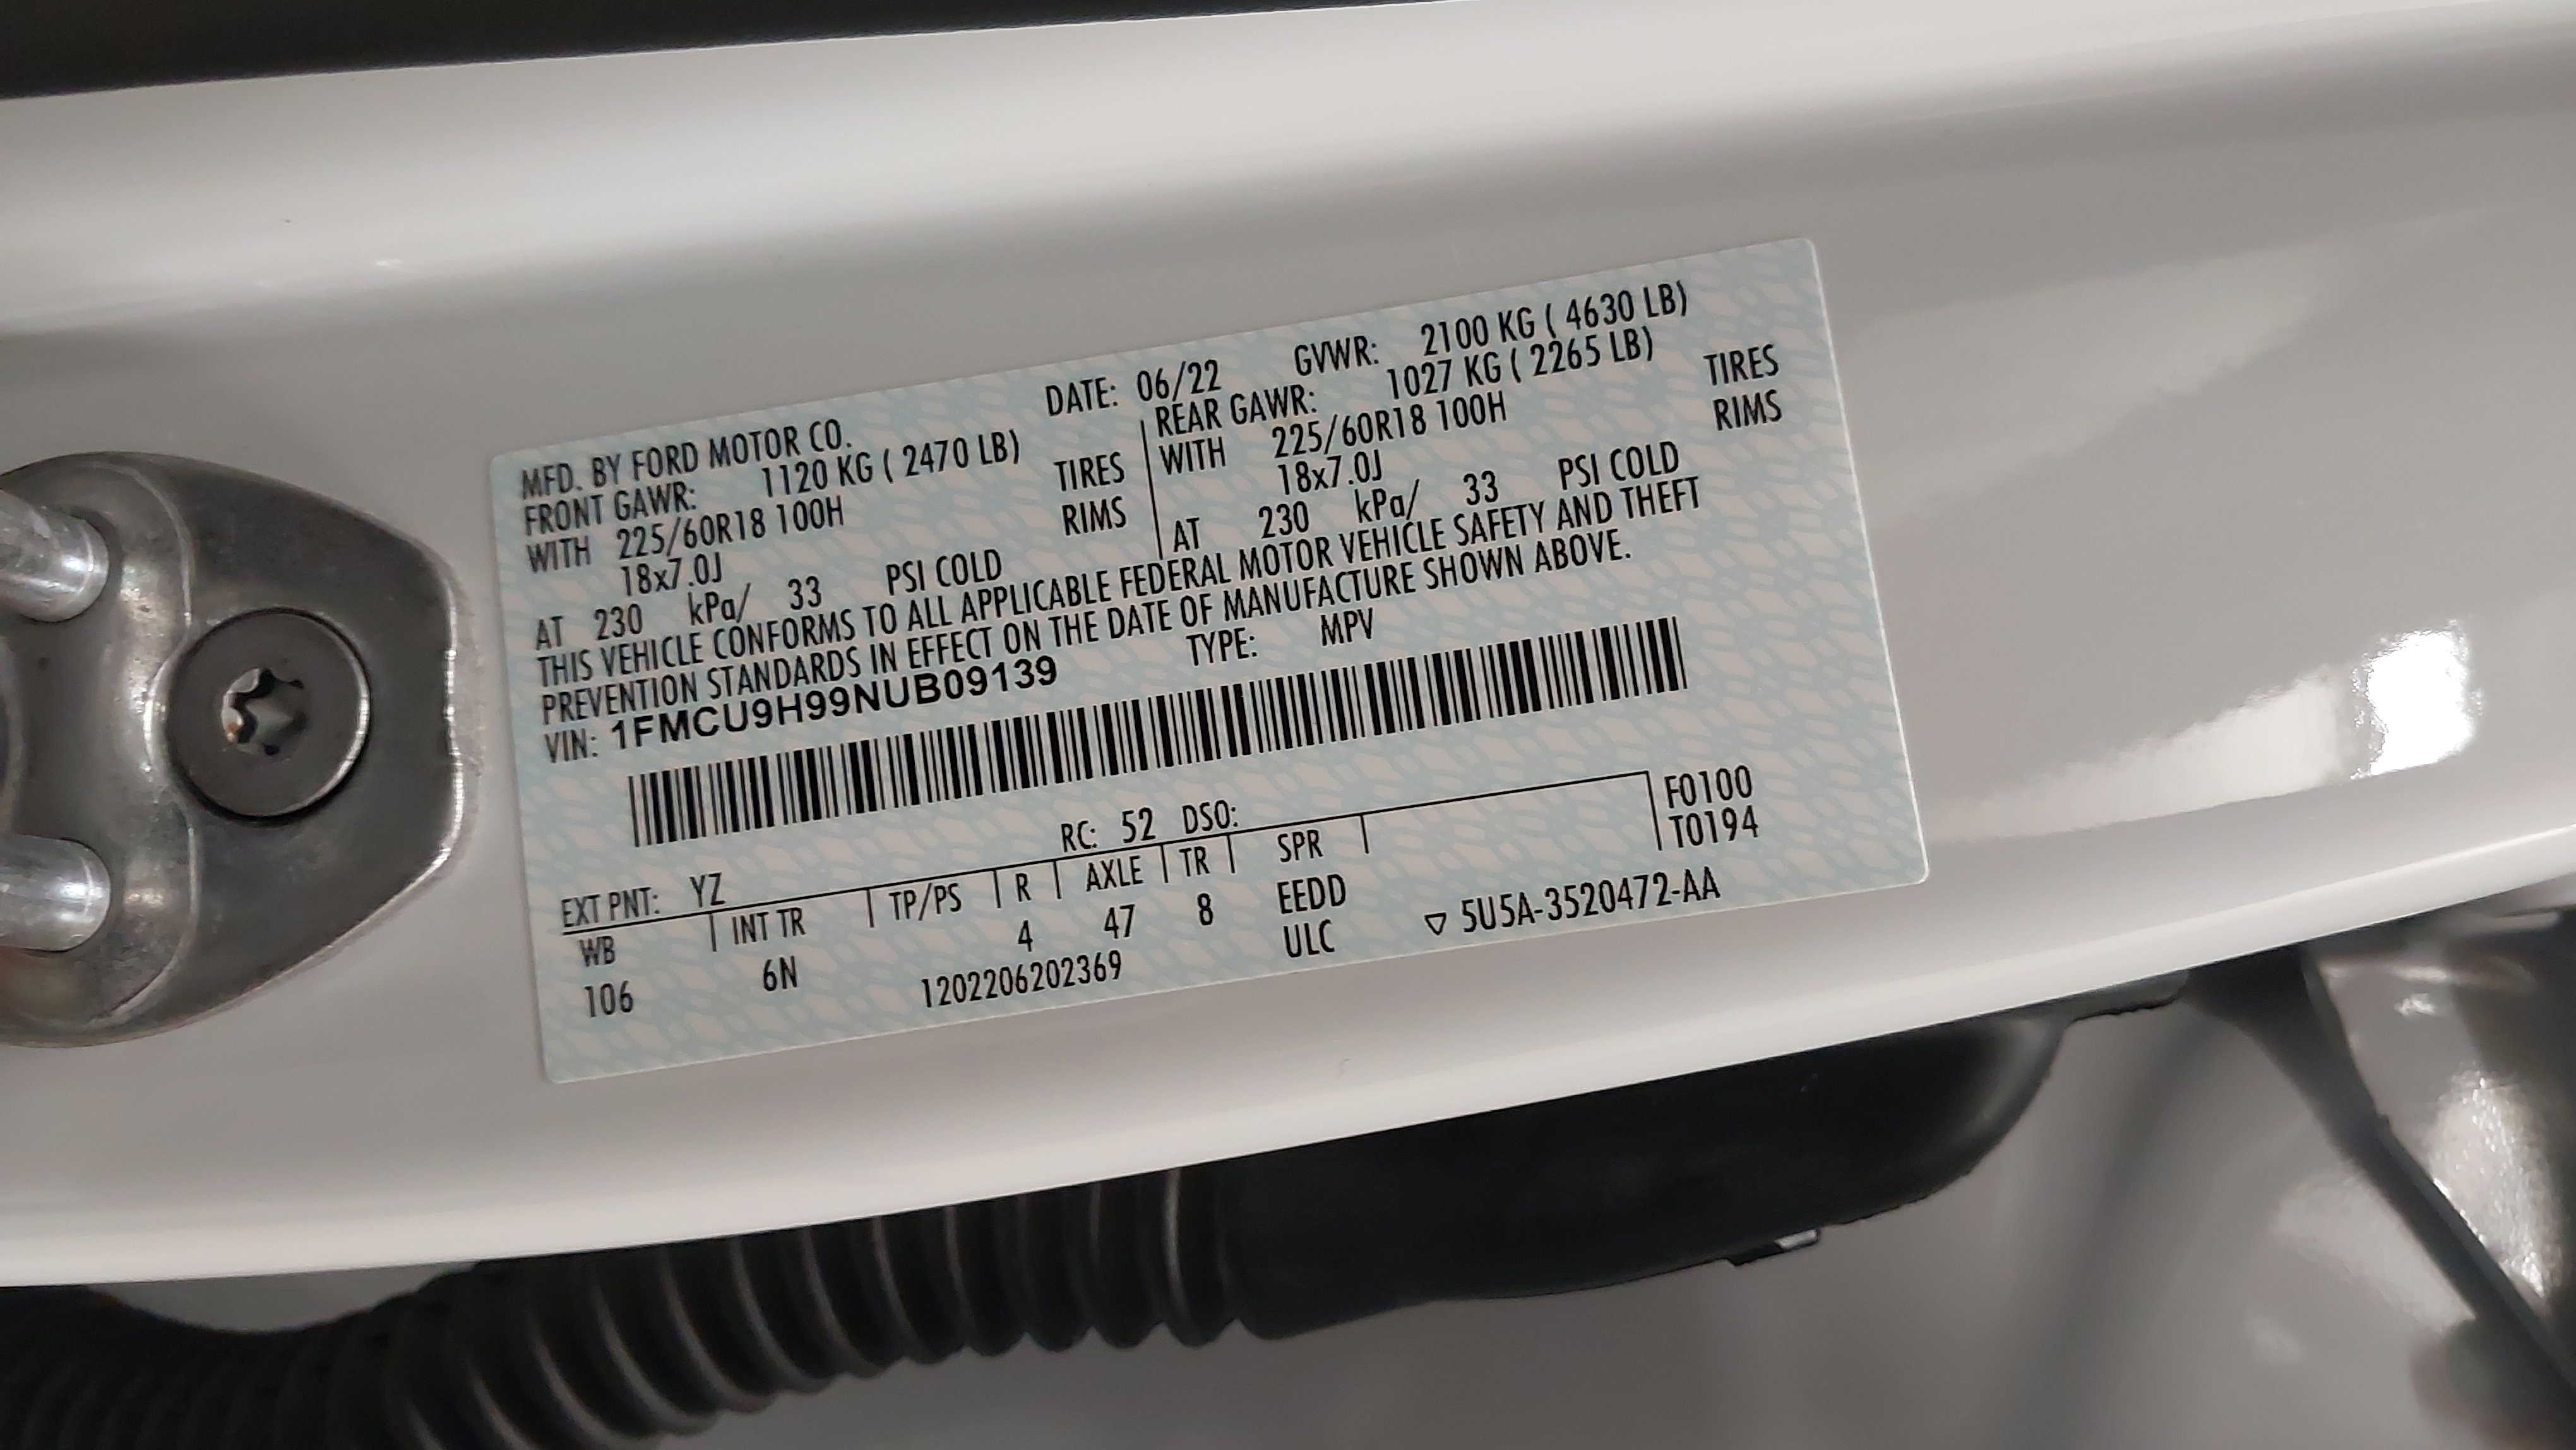 MFD. BY FORD MOTOR CO. DATE: 06/22 GVWR: 2100 KG ( 4630 LB)
FRONT GAWR: 1120 KG ( 2470 LB) REAR GAWR: 1027 KG ( 2265 LB)
WITH 225/60R18 100H TIRES WITH 225/60R18 100H TIRES
18x7.0J RIMS 18x7.0J RIMS
AT 230 kPa/ 33 PSI COLD AT 230 kPa/ 33 PSI COLD
THIS VEHICLE CONFORMS TO ALL APPLICABLE FEDERAL MOTOR VEHICLE SAFETY AND THEFT
PREVENTION STANDARDS IN EFFECT ON THE DATE OF MANUFACTURE SHOWN ABOVE.
VIN: 1FMCU9H99NUB09139 TYPE: MPV
EXT PNT: YZ RC: 52 DSO: F0100
WB INT TR TP/PS R AXLE TR SPR T0194
106 6N 4 47 8 EEDD
1202206202369 ULC ▽ 5U5A-3520472-AA